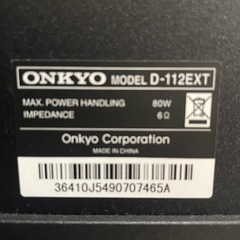 ONKYO MODEL D-112EXT
MAX. POWER HANDLING 80W
IMPEDANCE 6Ω
Onkyo Corporation
MADE IN CHINA
36410J5490707465A